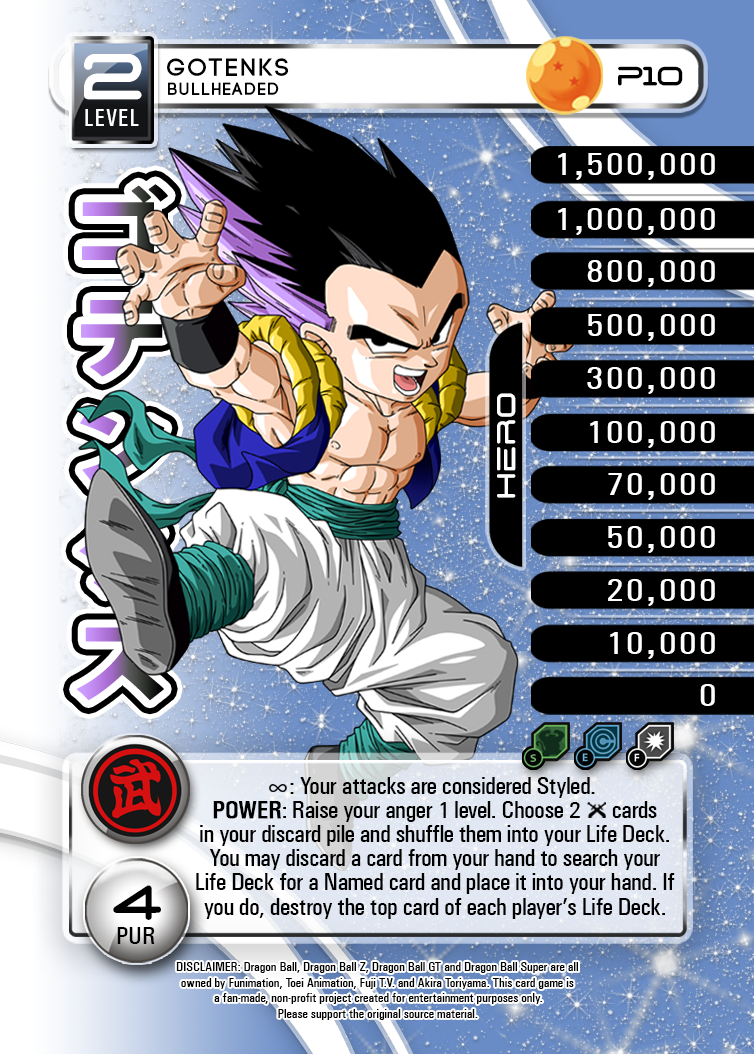 2
LEVEL
GOTENKS
BULLHEADED
P10
ゴテンクス
1,500,000
1,000,000
800,000
500,000
300,000
100,000
70,000
50,000
20,000
10,000
0
HERO
S
E
F
武
4
PUR
∞: Your attacks are considered Styled.
POWER: Raise your anger 1 level. Choose 2 cards
in your discard pile and shuffle them into your Life Deck.
You may discard a card from your hand to search your
Life Deck for a Named card and place it into your hand. If
you do, destroy the top card of each player's Life Deck.
DISCLAIMER: Dragon Ball, Dragon Ball Z, Dragon Ball GT and Dragon Ball Super are all
owned by Funimation, Toei Animation, Fuji T.V. and Akira Toriyama. This card game is
a fan-made, non-profit project created for entertainment purposes only.
Please support the original source material.